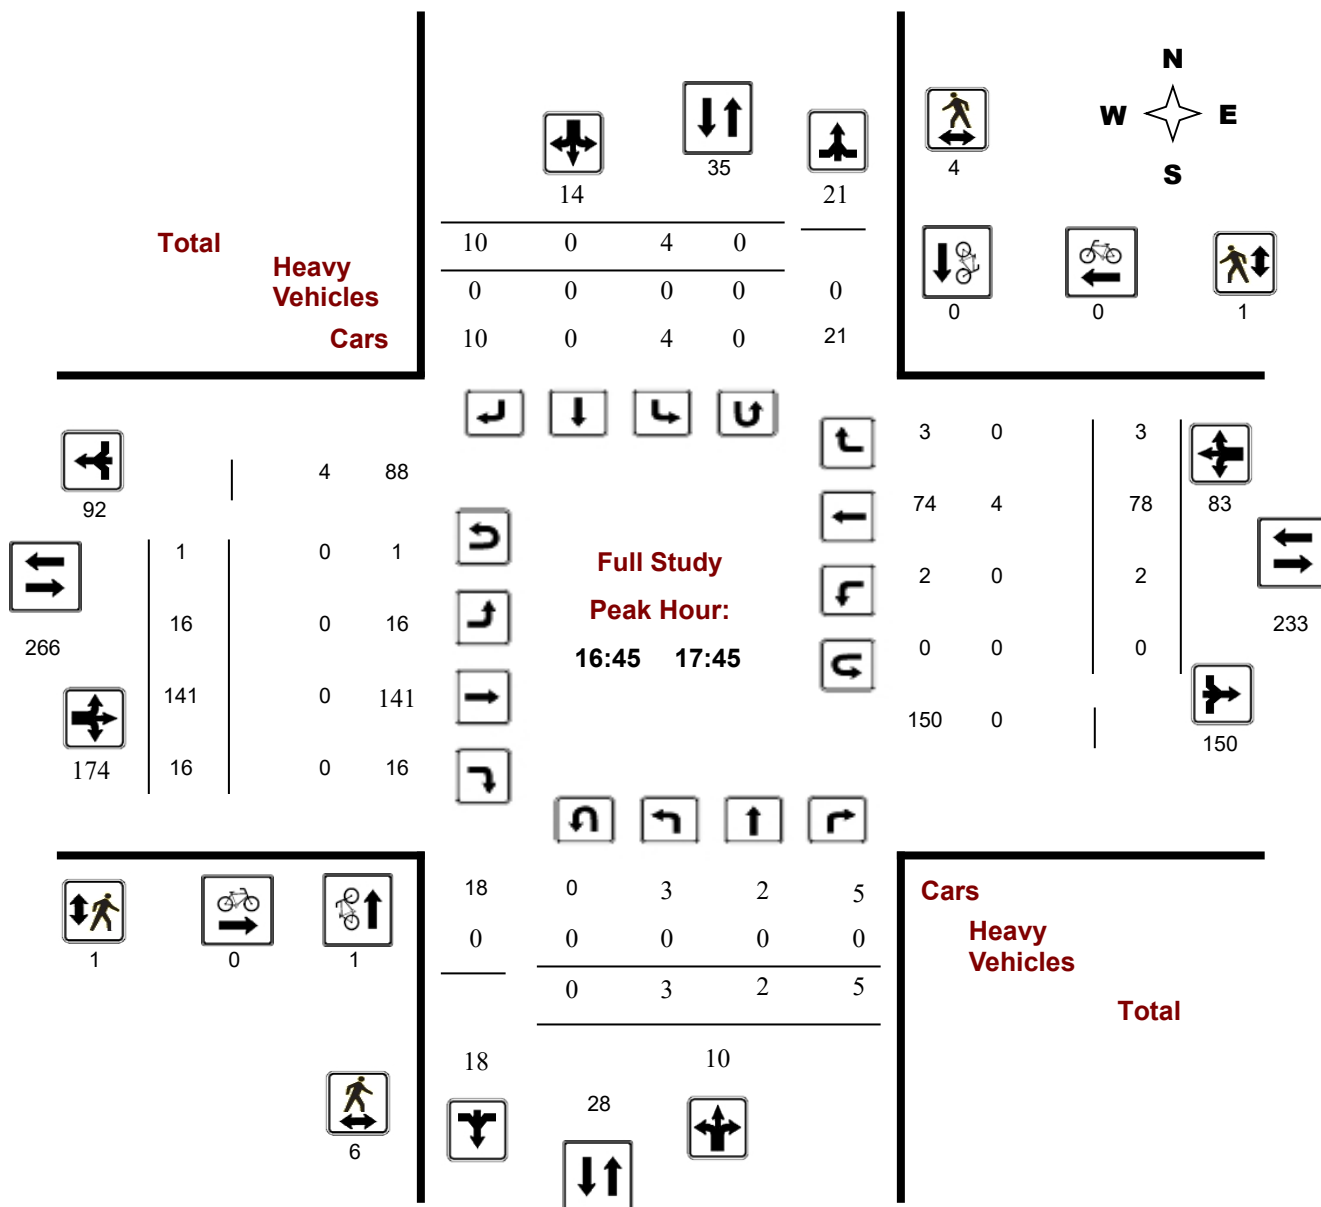 N
W E
S
35
4
14
21
Total
10 0 4 0
Heavy
Vehicles
0 0 0 0 0
0 0 1
Cars
10 0 4 0 21
3 0 3
4 88
92
74 4 78 83
1 0 1
Full Study
2 0 2
16 0 16
Peak Hour:
233
266
16:45 17:45
0 0 0
141 0 141
150 0
150
174
16 0 16
18 0 3 2 5
Cars
0 0 0 0 0
Heavy
Vehicles
1 0 1
0 3 2 5
Total
18 10
28
6